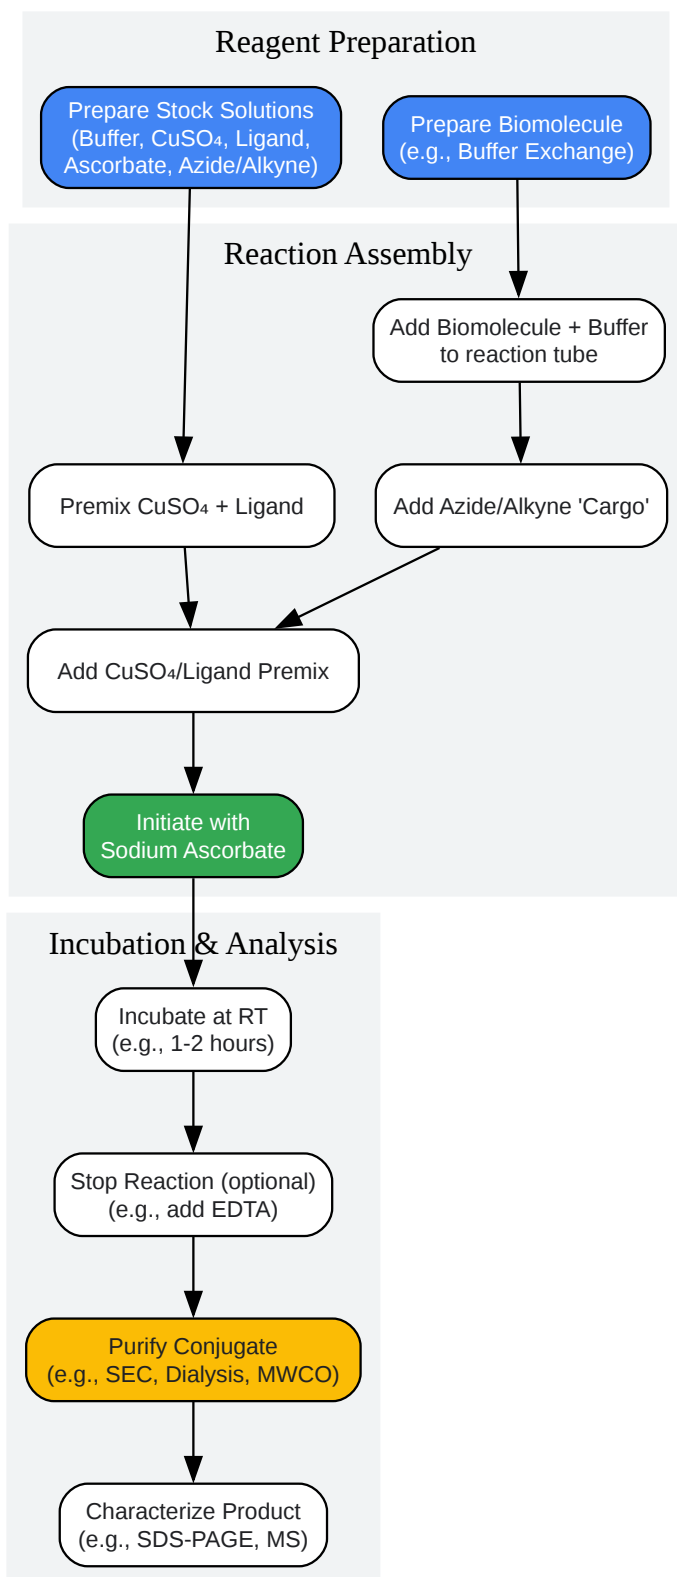 Reagent Preparation
Prepare Stock Solutions
(Buffer, CuSO₄, Ligand,
Ascorbate, Azide/Alkyne)
Prepare Biomolecule
(e.g., Buffer Exchange)
Reaction Assembly
Add Biomolecule + Buffer
to reaction tube
Premix CuSO₄ + Ligand
Add Azide/Alkyne 'Cargo'
Add CuSO₄/Ligand Premix
Initiate with
Sodium Ascorbate
Incubation & Analysis
Incubate at RT
(e.g., 1-2 hours)
Stop Reaction (optional)
(e.g., add EDTA)
Purify Conjugate
(e.g., SEC, Dialysis, MWCO)
Characterize Product
(e.g., SDS-PAGE, MS)